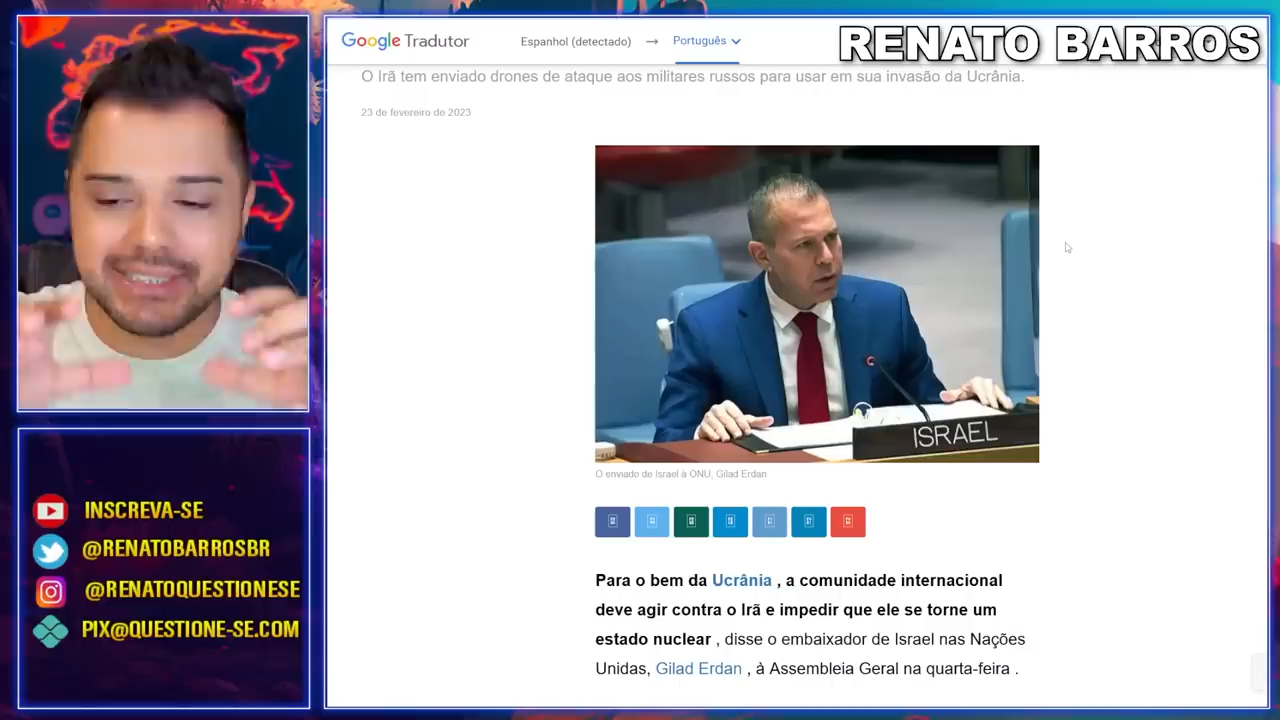 RENATO BARROS
Google Tradutor
Espanhol (detectado) → Português
O Irã tem enviado drones de ataque aos militares russos para usar em sua invasão da Ucrânia.
23 de fevereiro de 2023
ISRAEL
O enviado de Israel à ONU, Gilad Erdan
Para o bem da Ucrânia , a comunidade internacional
deve agir contra o Irã e impedir que ele se torne um
estado nuclear , disse o embaixador de Israel nas Nações
Unidas, Gilad Erdan , à Assembleia Geral na quarta-feira .
INSCREVA-SE
@RENATOBARROSBR
@RENATOQUESTIONESE
PIX@QUESTIONE-SE.COM